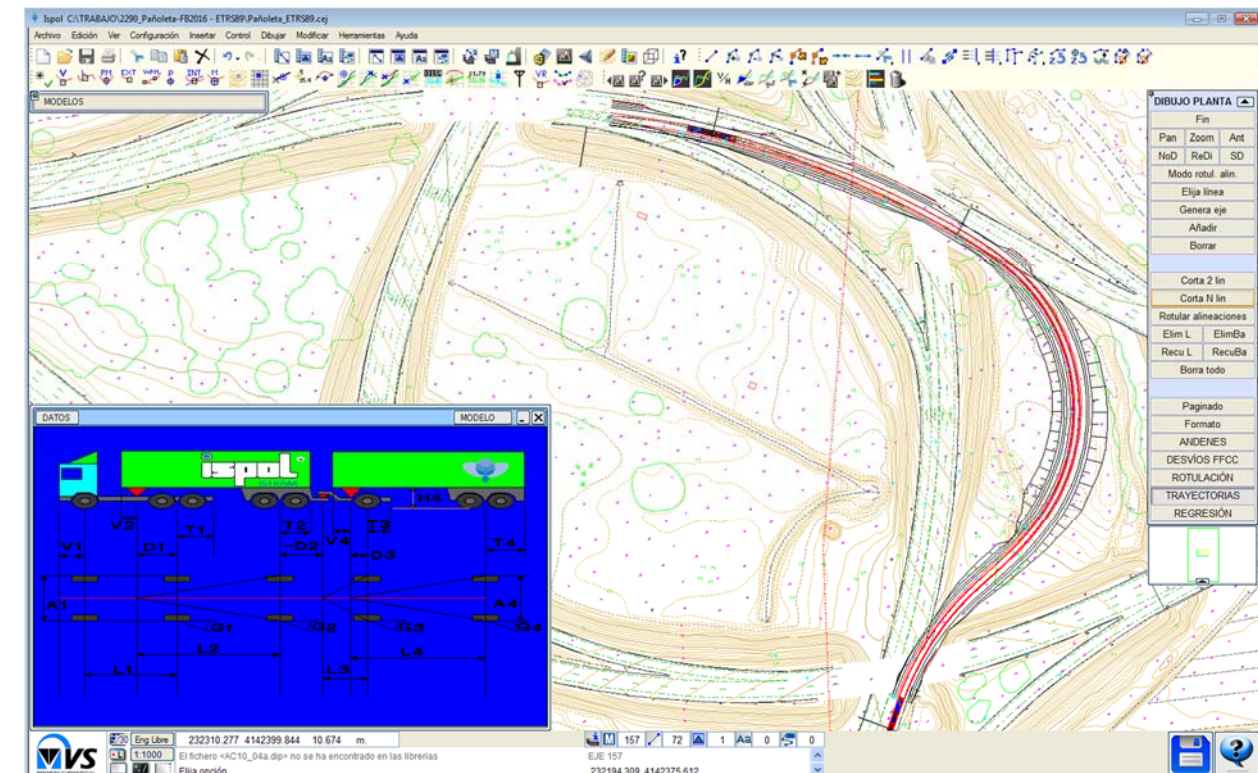 Ispol C:\TRABAJO\2290_Pañoleta-FB2016 - ETRS89\Pañoleta_ETRS89.cej
Archivo Edición Ver Configuración Insertar Control Dibujar Modificar Herramientas Ayuda
MODELOS
DIBUJO PLANTA
Fin
Pan Zoom Ant
NoD ReDi SD
Modo rotul. alin.
Elija línea
Genera eje
Añadir
Borrar
Corta 2 lin
Corta N lin
Rotular alineaciones
Elim L ElimBa
Recu L RecuBa
Borra todo
Paginado
Formato
ANDENES
DESVÍOS FFCC
ROTULACIÓN
TRAYECTORIAS
REGRESIÓN
DATOS MODELO
H4
V2 T1 T2 V4 T3 T4
V1 D1 -D2 D3
A1 A4
G1 G2 G3 G4
L2 L4
L1 L3
VS
Eng Libre 232310.277 4142399.844 10.674 m. 157 72 1 0 0
1:1000 El fichero <AC10_04a.dip> no se ha encontrado en las librerias EJE 157
Elija opción 232194.309 4142375.612